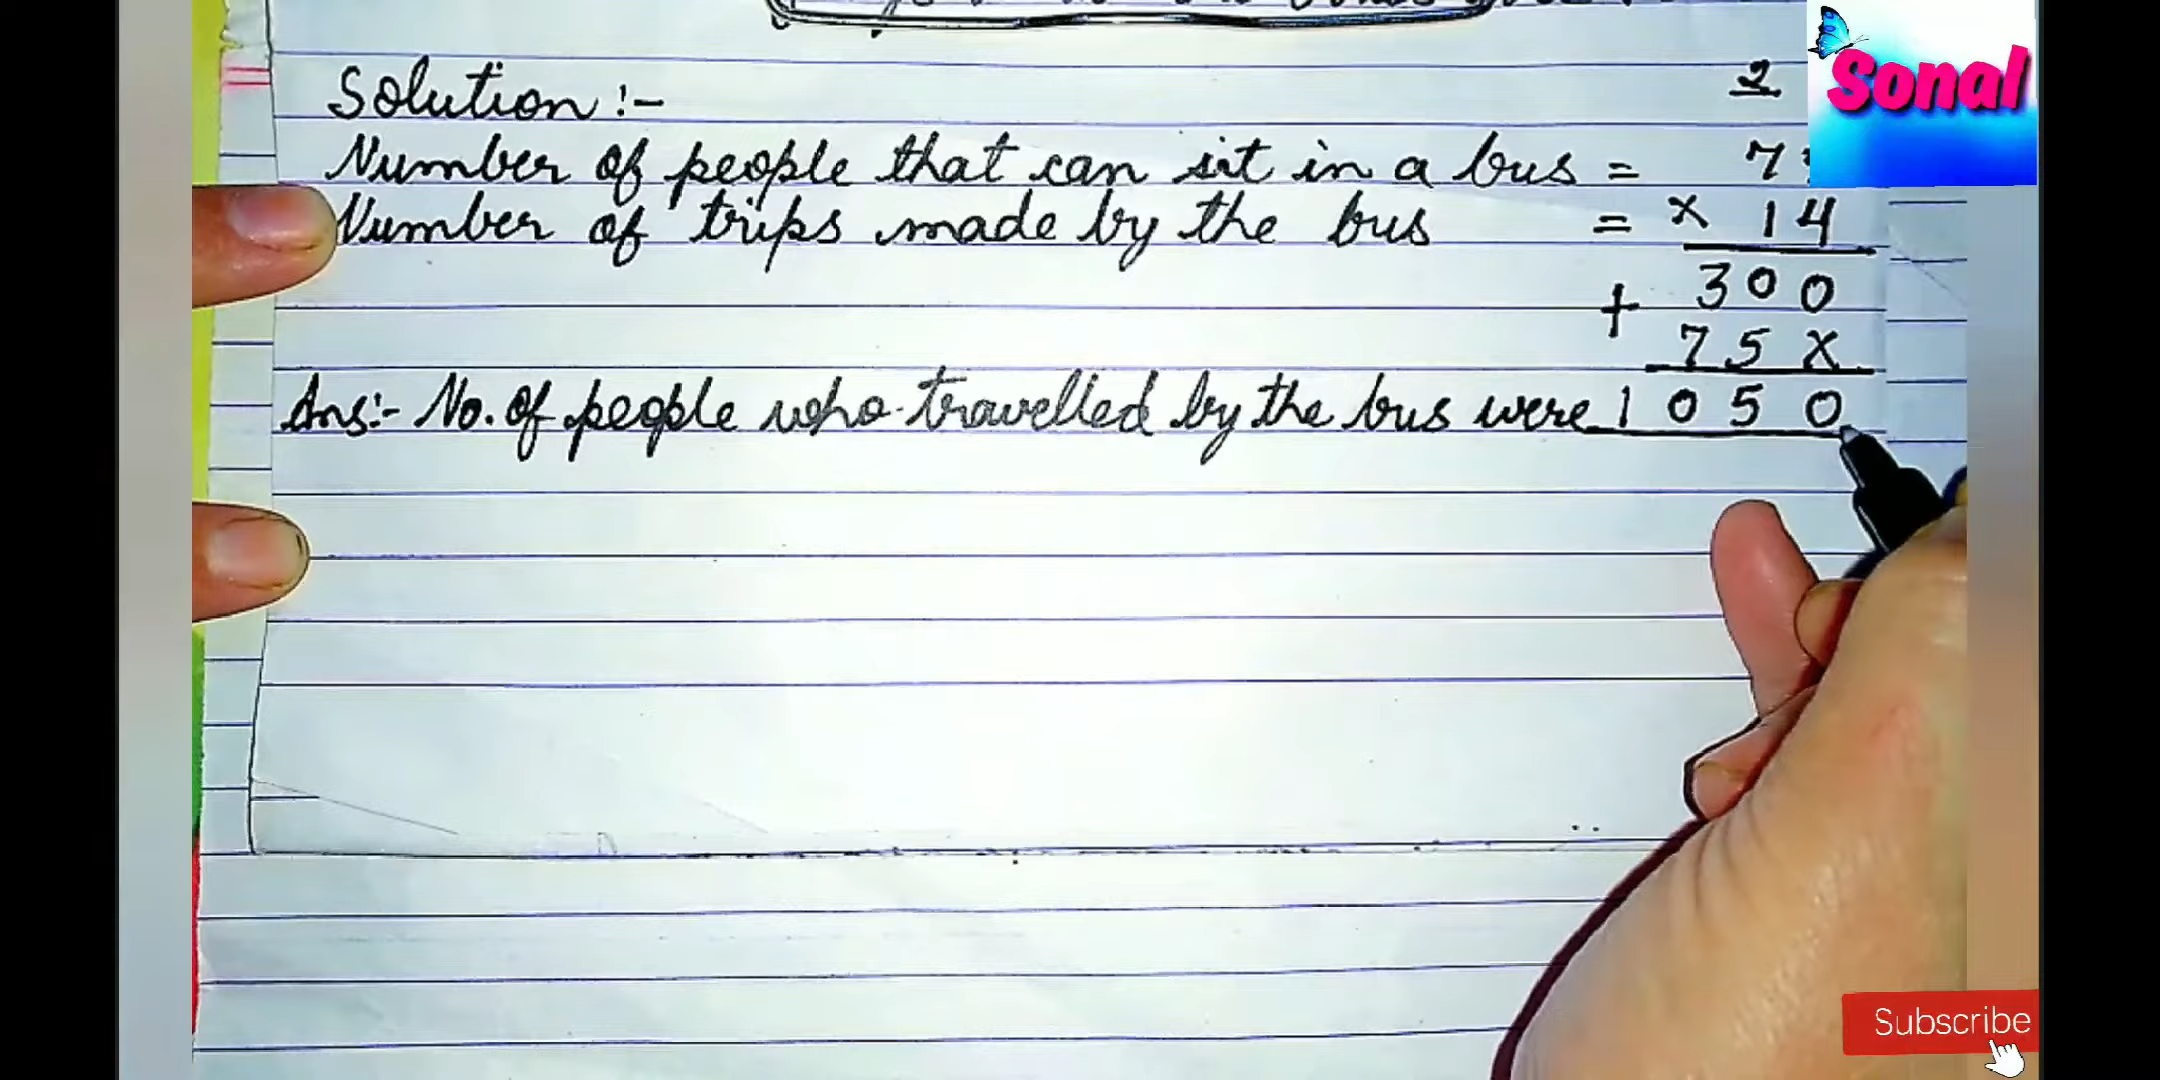 Sonal
Solution :-
2
Number of people that can sit in a bus = 7
Number of trips made by the bus = x 14
300
+
75x
Ans:- No. of people who travelled by the bus were 1050
Subscribe